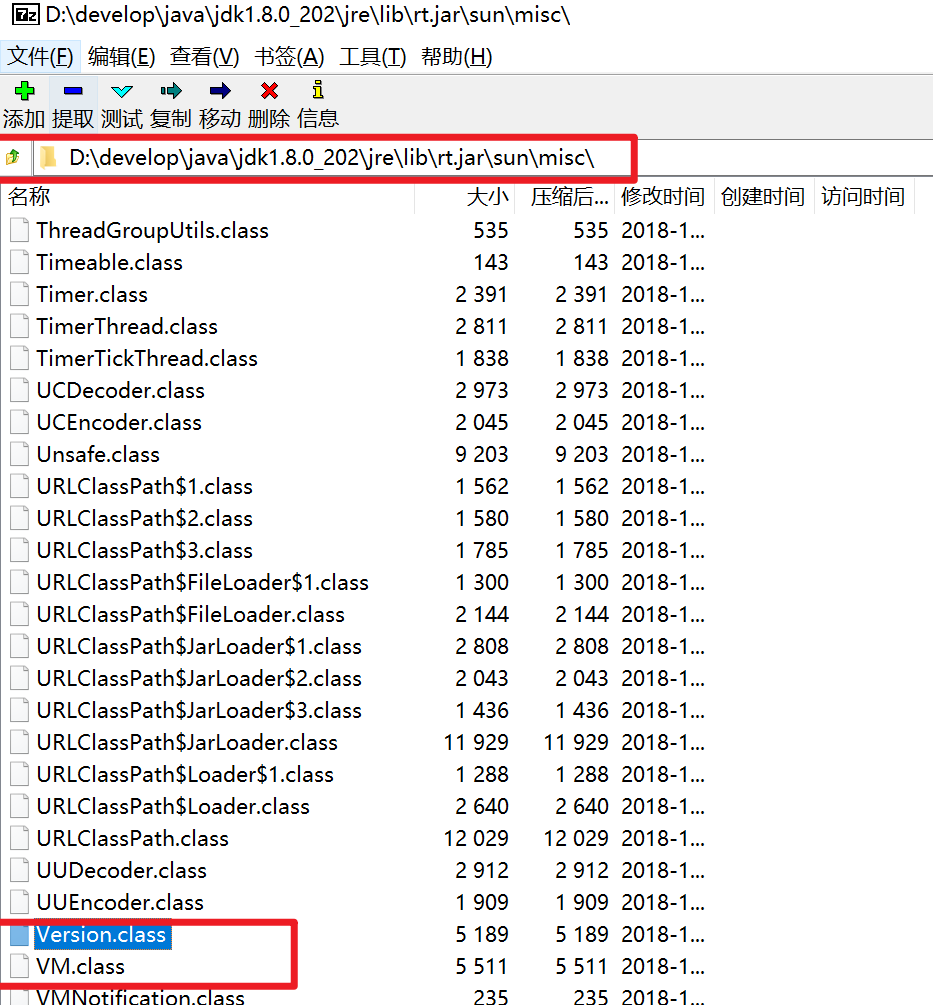 D:\develop\java\jdk1.8.0_202\jre\lib\rt.jar\sun\misc\
文件(F) 编辑(E) 查看(V) 书签(A) 工具(T) 帮助(H)
添加 提取 测试 复制 移动 删除 信息
D:\develop\java\jdk1.8.0_202\jre\lib\rt.jar\sun\misc\
名称 大小 压缩后... 修改时间 创建时间 访问时间
ThreadGroupUtils.class 535 535 2018-1...
Timeable.class 143 143 2018-1...
Timer.class 2 391 2 391 2018-1...
TimerThread.class 2 811 2 811 2018-1...
TimerTickThread.class 1 838 1 838 2018-1...
UCDecoder.class 2 973 2 973 2018-1...
UCEncoder.class 2 045 2 045 2018-1...
Unsafe.class 9 203 9 203 2018-1...
URLClassPath$1.class 1 562 1 562 2018-1...
URLClassPath$2.class 1 580 1 580 2018-1...
URLClassPath$3.class 1 785 1 785 2018-1...
URLClassPath$FileLoader$1.class 1 300 1 300 2018-1...
URLClassPath$FileLoader.class 2 144 2 144 2018-1...
URLClassPath$JarLoader$1.class 2 808 2 808 2018-1...
URLClassPath$JarLoader$2.class 2 043 2 043 2018-1...
URLClassPath$JarLoader$3.class 1 436 1 436 2018-1...
URLClassPath$JarLoader.class 11 929 11 929 2018-1...
URLClassPath$Loader$1.class 1 288 1 288 2018-1...
URLClassPath$Loader.class 2 640 2 640 2018-1...
URLClassPath.class 12 029 12 029 2018-1...
UUDecoder.class 2 912 2 912 2018-1...
UUEncoder.class 1 909 1 909 2018-1...
Version.class 5 189 5 189 2018-1...
VM.class 5 511 5 511 2018-1...
VMNotification.class 235 235 2018-1...